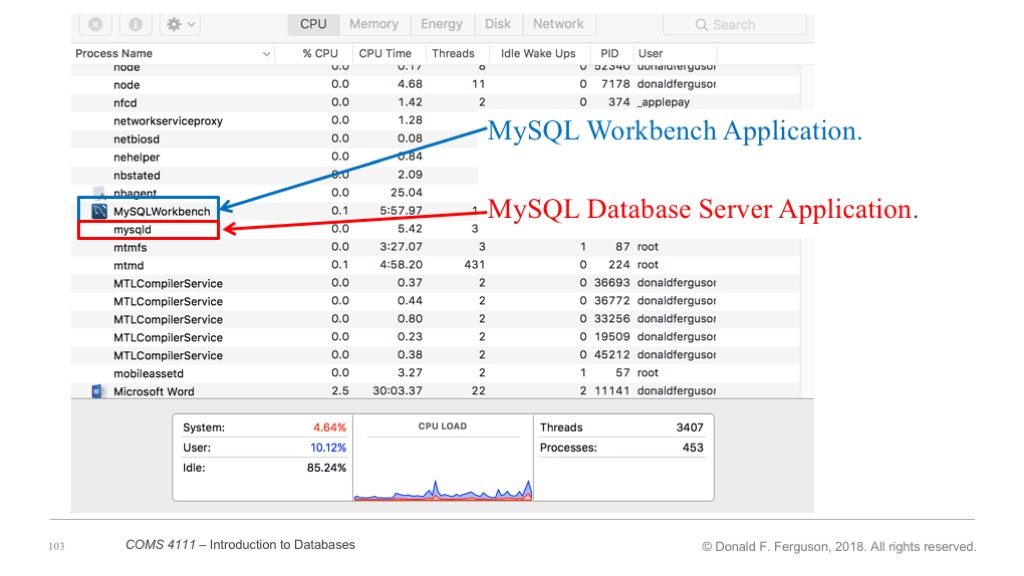 CPU Memory Energy Disk Network Search
Process Name % CPU CPU Time Threads Idle Wake Ups PID User
node 0.0 0.17 8 0 52340 donaldferguson
node 0.0 4.68 11 0 7178 donaldferguson
nfcd 0.0 1.42 2 0 374 _applepay
networkserviceproxy 0.0 1.28
netbiosd 0.0 0.08
MySQL Workbench Application.
nehelper 0.0 0.84
nbstated 0.0 2.09
nbagent 0.0 25.04
MySQLWorkbench 0.1 5:57.97 1
MySQL Database Server Application.
mysqld 0.0 5.42 3
mtmfs 0.0 3:27.07 3 1 87 root
mtmd 0.1 4:58.20 431 0 224 root
MTLCompilerService 0.0 0.37 2 0 36693 donaldferguson
MTLCompilerService 0.0 0.44 2 0 36772 donaldferguson
MTLCompilerService 0.0 0.80 2 0 33256 donaldferguson
MTLCompilerService 0.0 0.23 2 0 19509 donaldferguson
MTLCompilerService 0.0 0.38 2 0 45212 donaldferguson
mobileassetd 0.0 3.27 2 1 57 root
Microsoft Word 2.5 30:03.37 22 2 11141 donaldferguson
System: 4.64% CPU LOAD Threads 3407
User: 10.12% Processes: 453
Idle: 85.24%
103 COMS 4111 – Introduction to Databases © Donald F. Ferguson, 2018. All rights reserved.